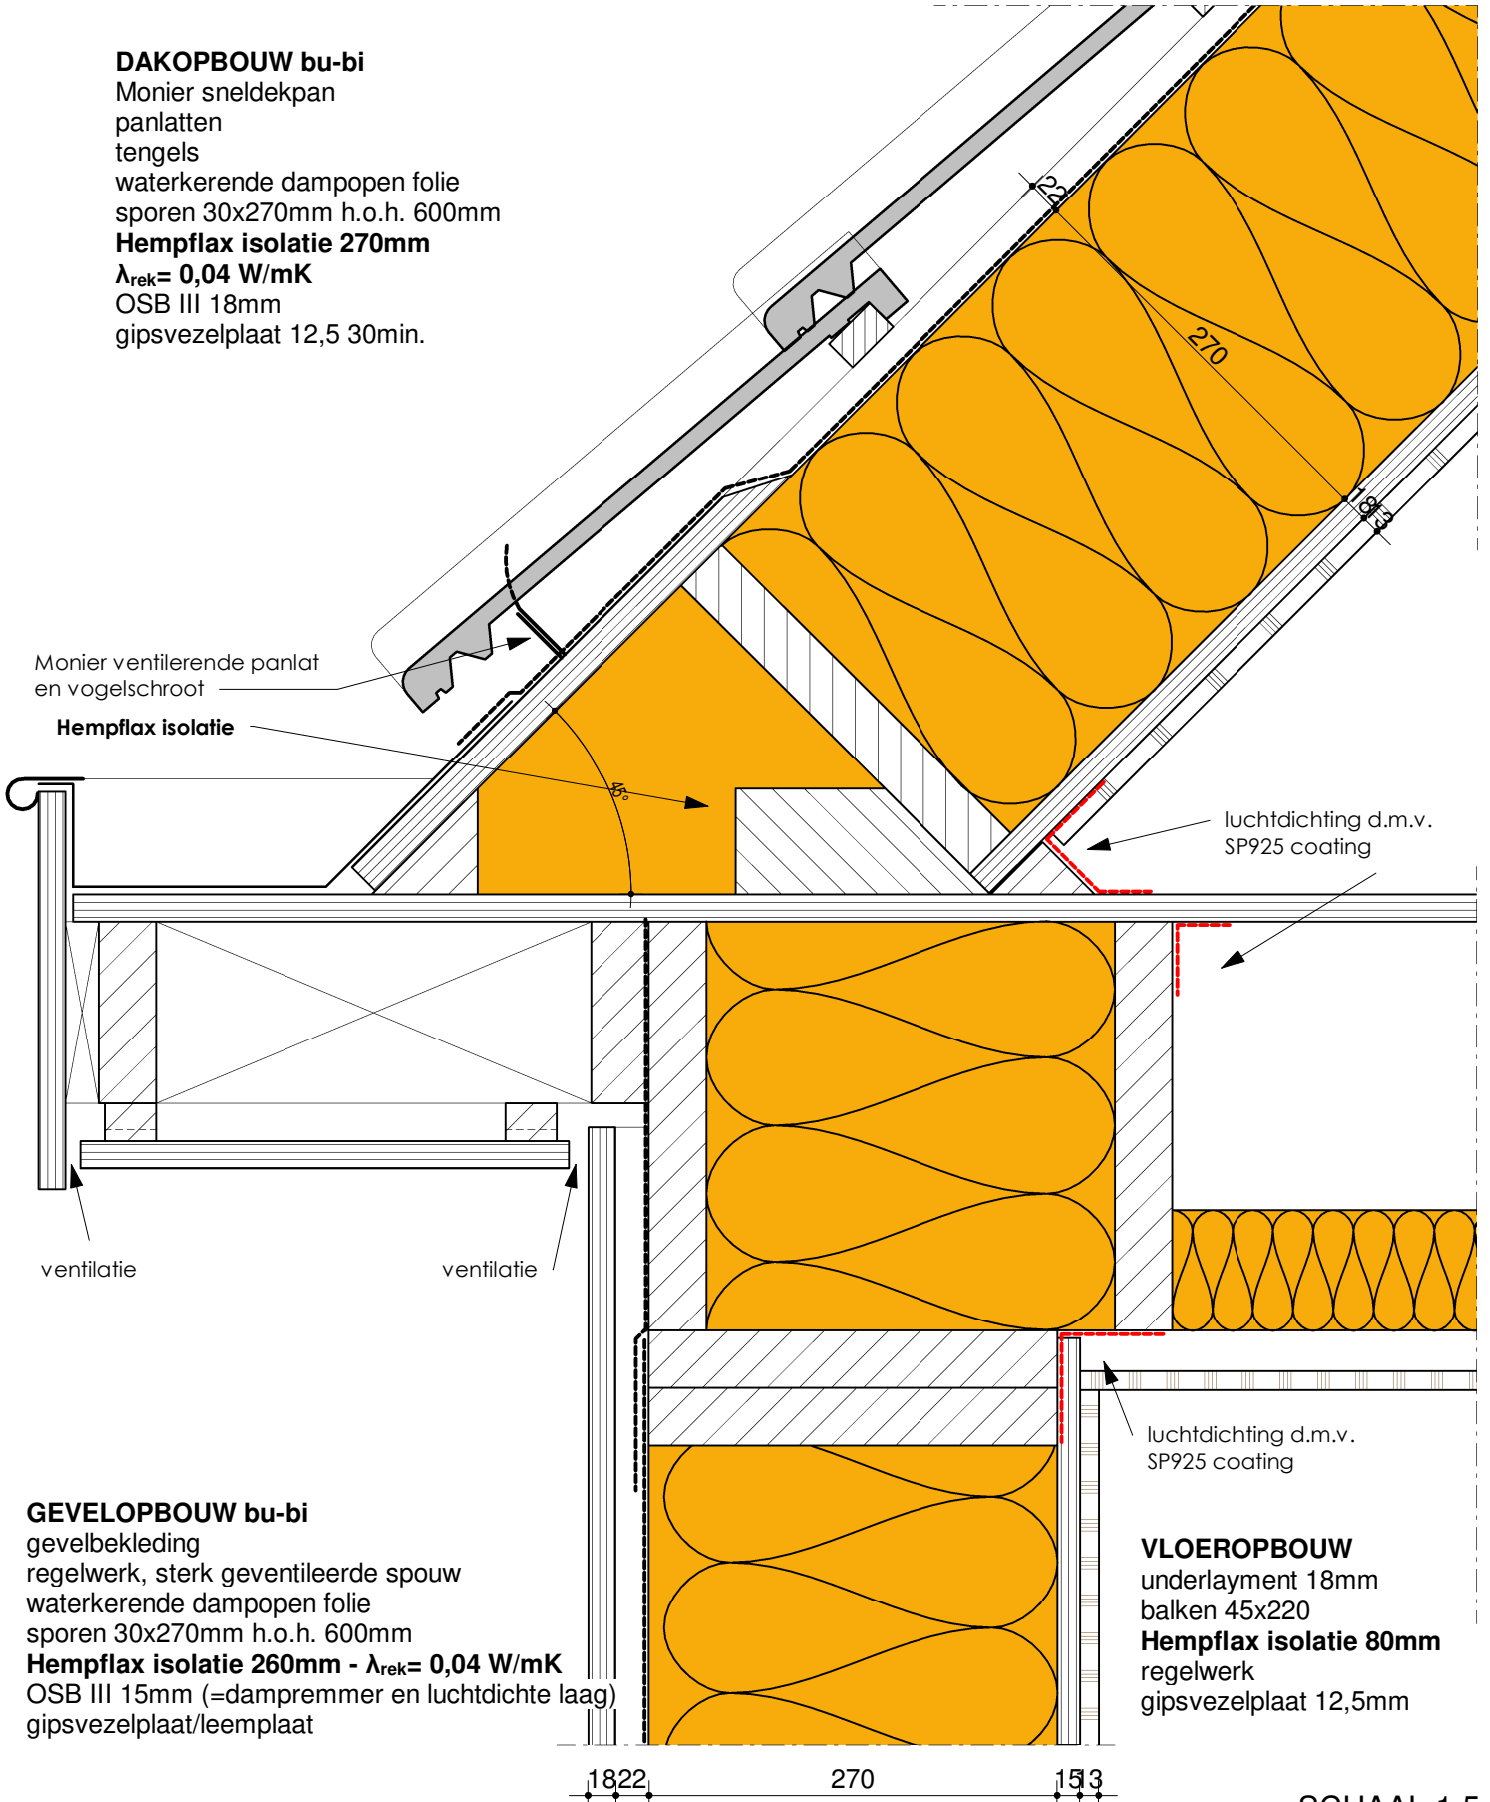 DAKOPBOUW bu-bi
Monier sneldekpan
panlatten
tengels
waterkerende dampopen folie
sporen 30x270mm h.o.h. 600mm
Hempflax isolatie 270mm
λrek= 0,04 W/mK
OSB III 18mm
gipsvezelplaat 12,5 30min.
22
270
18
13
Monier ventilerende panlat
en vogelschroot
Hempflax isolatie
45°
luchtdichting d.m.v.
SP925 coating
ventilatie
ventilatie
luchtdichting d.m.v.
SP925 coating
GEVELOPBOUW bu-bi
gevelbekleding
regelwerk, sterk geventileerde spouw
waterkerende dampopen folie
sporen 30x270mm h.o.h. 600mm
Hempflax isolatie 260mm - λrek= 0,04 W/mK
OSB III 15mm (=dampremmer en luchtdichte laag)
gipsvezelplaat/leemplaat
VLOEROPBOUW
underlayment 18mm
balken 45x220
Hempflax isolatie 80mm
regelwerk
gipsvezelplaat 12,5mm
18 22 270 15 13